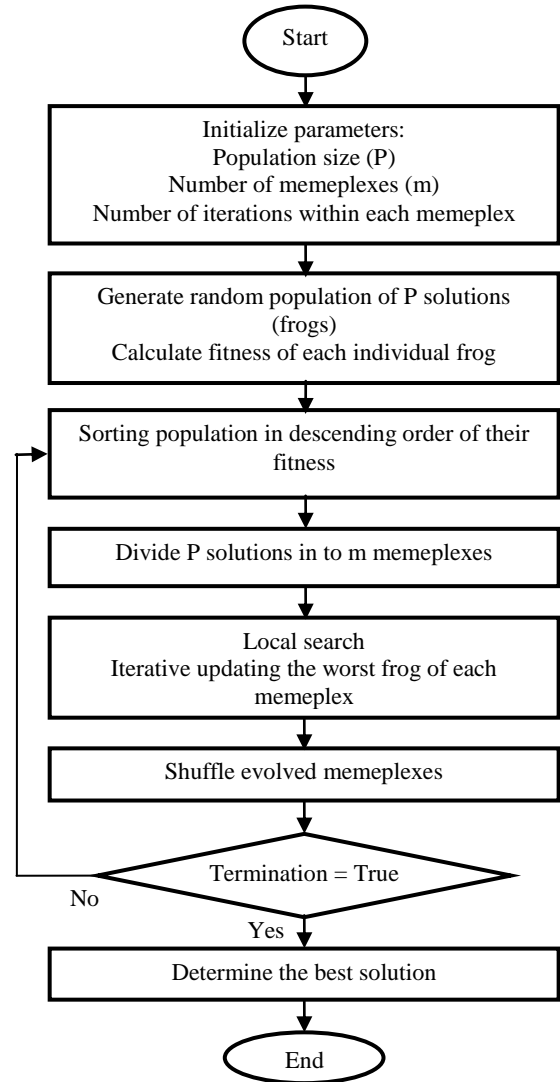 Start
Initialize parameters:
Population size (P)
Number of memeplexes (m)
Number of iterations within each memeplex
Generate random population of P solutions
(frogs)
Calculate fitness of each individual frog
Sorting population in descending order of their
fitness
Divide P solutions in to m memeplexes
Local search
Iterative updating the worst frog of each
memeplex
Shuffle evolved memeplexes
Termination = True
No
Yes
Determine the best solution
End